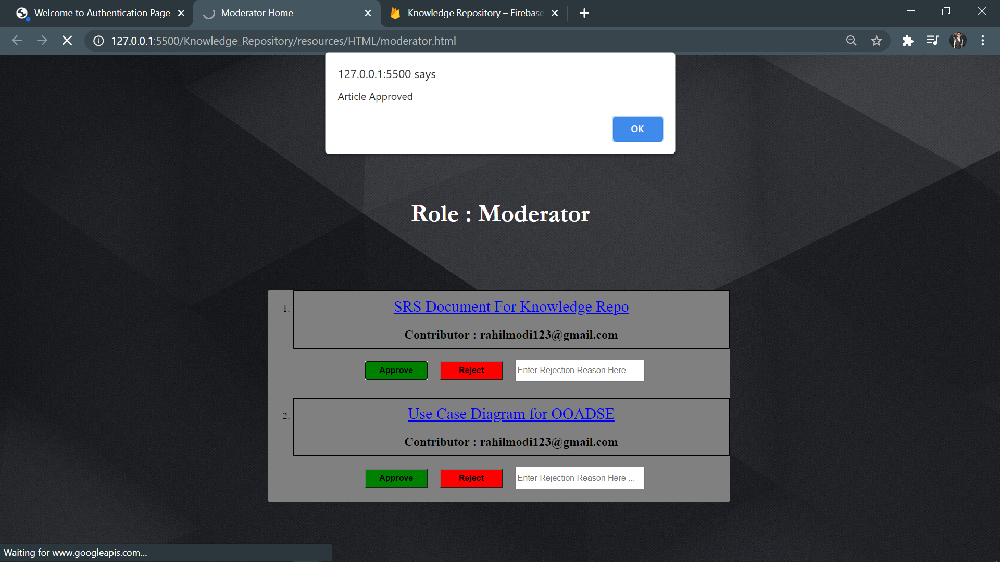 Welcome to Authentication Page
Moderator Home
Knowledge Repository – Firebase
127.0.0.1:5500/Knowledge_Repository/resources/HTML/moderator.html
127.0.0.1:5500 says
Article Approved
OK
Role : Moderator
1. SRS Document For Knowledge Repo
Contributor : rahilmodi123@gmail.com
Approve Reject Enter Rejection Reason Here ...
2. Use Case Diagram for OOADSE
Contributor : rahilmodi123@gmail.com
Approve Reject Enter Rejection Reason Here ...
Waiting for www.googleapis.com...